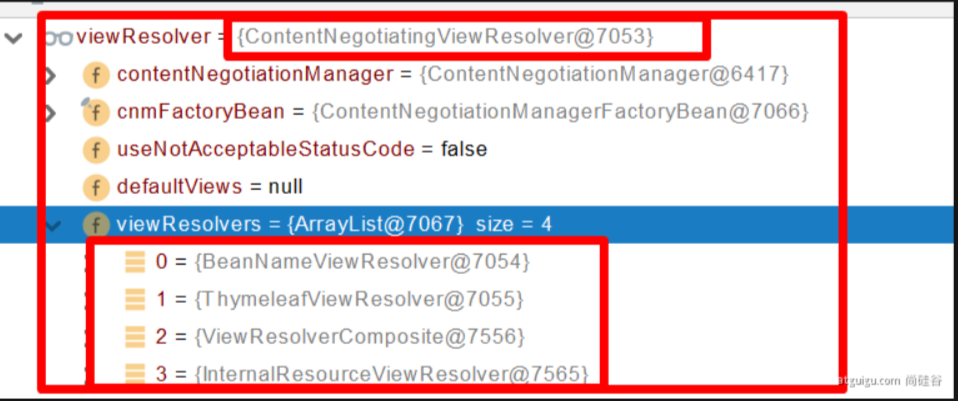 viewResolver = {ContentNegotiatingViewResolver@7053}
f contentNegotiationManager = {ContentNegotiationManager@6417}
f cnmFactoryBean = {ContentNegotiationManagerFactoryBean@7066}
f useNotAcceptableStatusCode = false
f defaultViews = null
f viewResolvers = {ArrayList@7067} size = 4
0 = {BeanNameViewResolver@7054}
1 = {ThymeleafViewResolver@7055}
2 = {ViewResolverComposite@7556}
3 = {InternalResourceViewResolver@7565}
atguigu.com 尚硅谷